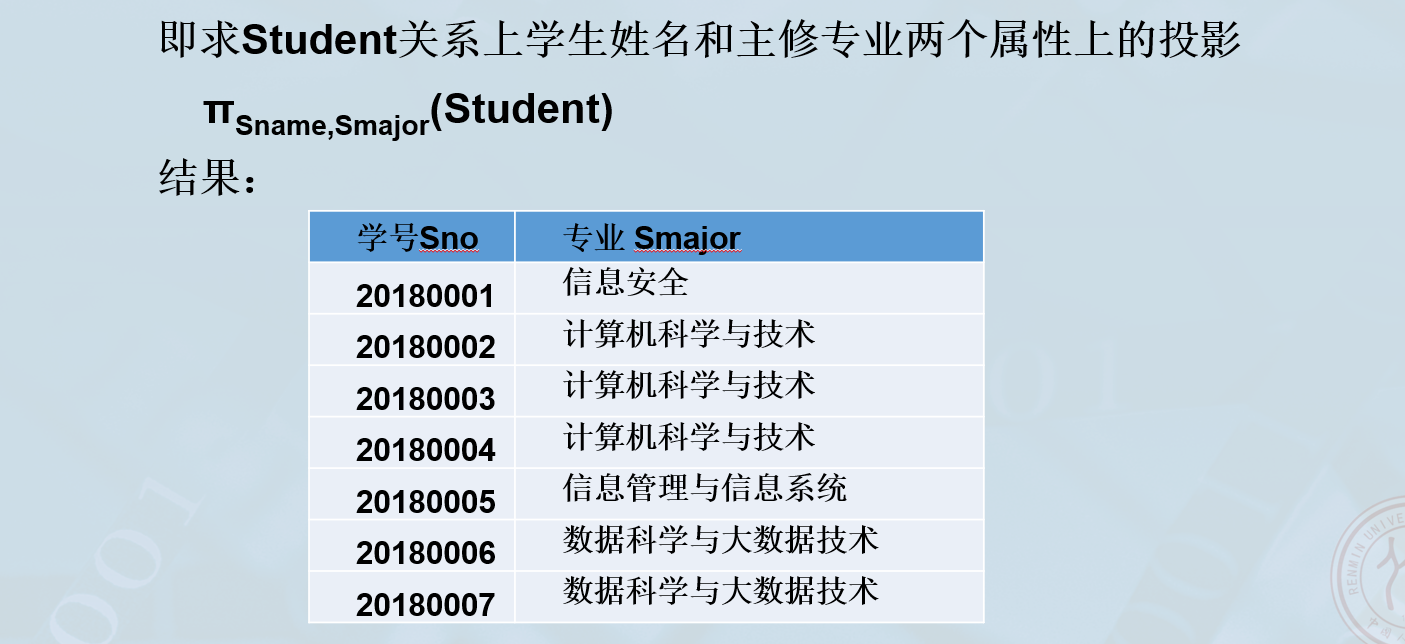 即求Student关系上学生姓名和主修专业两个属性上的投影
πSname,Smajor(Student)
结果：
学号Sno 专业 Smajor
20180001 信息安全
20180002 计算机科学与技术
20180003 计算机科学与技术
20180004 计算机科学与技术
20180005 信息管理与信息系统
20180006 数据科学与大数据技术
20180007 数据科学与大数据技术